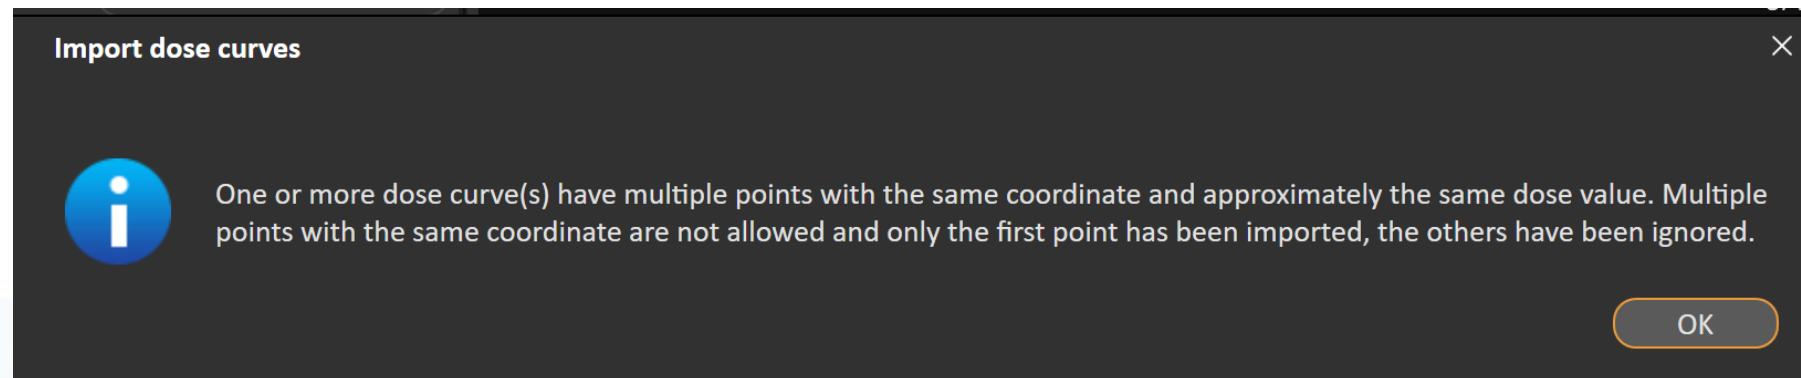 Import dose curves
One or more dose curve(s) have multiple points with the same coordinate and approximately the same dose value. Multiple
points with the same coordinate are not allowed and only the first point has been imported, the others have been ignored.
OK